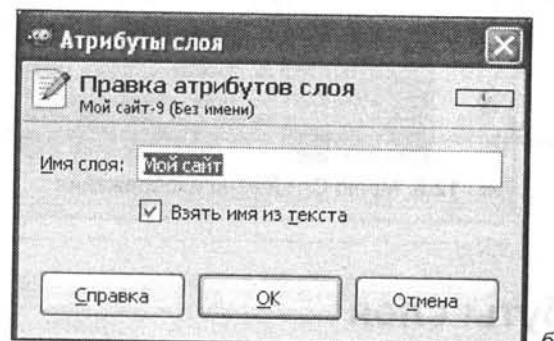 Атрибуты слоя
Правка атрибутов слоя
Мой сайт-9 (Без имени)
Имя слоя: Мой сайт
Взять имя из текста
Справка OK Отмена
б